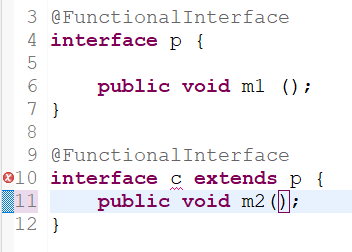 3 @FunctionalInterface
4 interface p {
5
6 public void m1 ();
7 }
8
9 @FunctionalInterface
10 interface c extends p {
11 public void m2();
12 }